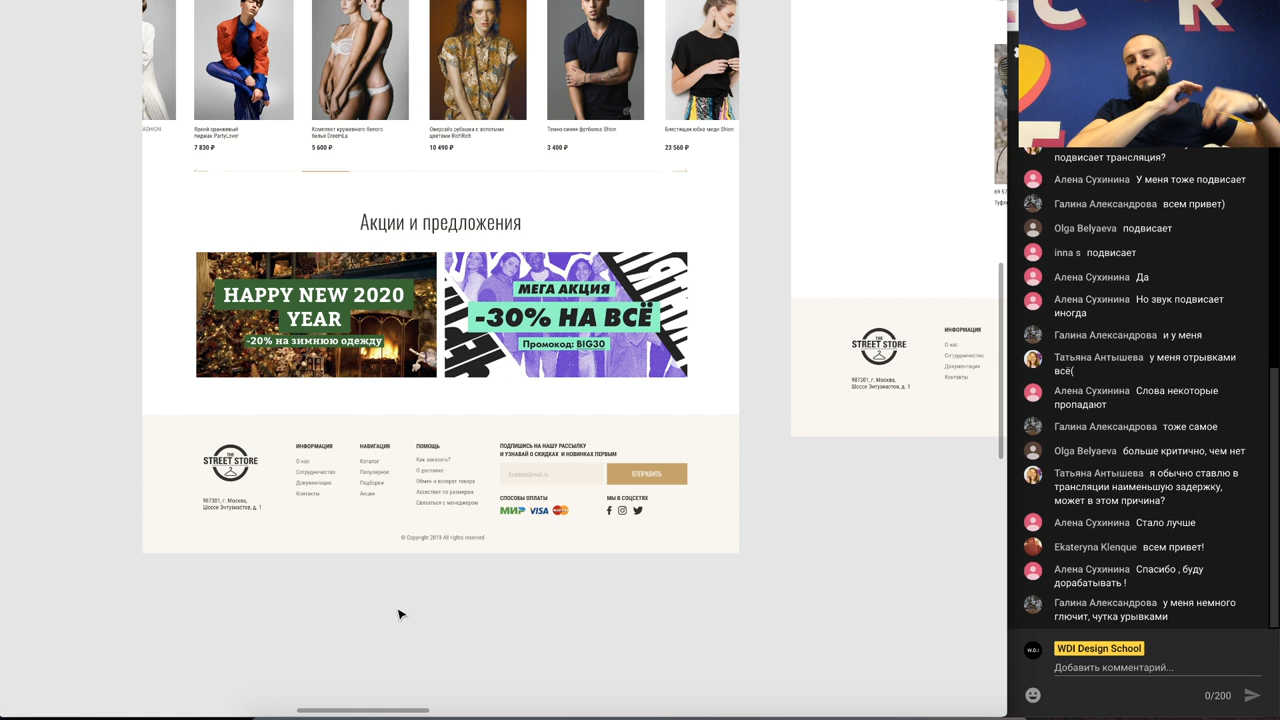 FASHION
Яркий оранжевый
пиджак PartyLover
7 830 ₽
Комплект кружевного белого
белья DreamLa
5 600 ₽
Оверсайз рубашка с золотыми
цветами RichRich
10 490 ₽
Темно-синяя футболка Shion
3 400 ₽
Блестящая юбка миди Shion
23 560 ₽
Акции и предложения
HAPPY NEW 2020
YEAR
-20% на зимнюю одежду
МЕГА АКЦИЯ
-30% НА ВСЁ
Промокод: BIG30
THE
STREET STORE
987301, г. Москва,
Шоссе Энтузиастов, д. 1
ИНФОРМАЦИЯ
О нас
Сотрудничество
Документация
Контакты
НАВИГАЦИЯ
Каталог
Популярное
Подборки
Акции
ПОМОЩЬ
Как заказать?
О доставке
Обмен и возврат товара
Ассистент по размерам
Связаться с менеджером
ПОДПИШИСЬ НА НАШУ РАССЫЛКУ
И УЗНАВАЙ О СКИДКАХ И НОВИНКАХ ПЕРВЫМ
Example@mail.ru
ОТПРАВИТЬ
СПОСОБЫ ОПЛАТЫ
МИР VISA
МЫ В СОЦСЕТЯХ
© Copyright 2019 All rights reserved
THE
STREET STORE
987301, г. Москва,
Шоссе Энтузиастов, д. 1
ИНФОРМАЦИЯ
О нас
Сотрудничество
Документация
Контакты
69 57
Туфл
подвисает трансляция?
Алена Сухинина У меня тоже подвисает
Галина Александрова всем привет)
Olga Belyaeva подвисает
inna s подвисает
Алена Сухинина Да
Алена Сухинина Но звук подвисает
иногда
Галина Александрова и у меня
Татьяна Антышева у меня отрывками
всё(
Алена Сухинина Слова некоторые
пропадают
Галина Александрова тоже самое
Olga Belyaeva больше критично, чем нет
Татьяна Антышева я обычно ставлю в
трансляции наименьшую задержку,
может в этом причина?
Алена Сухинина Стало лучше
Ekateryna Klenque всем привет!
Алена Сухинина Спасибо , буду
дорабатывать !
Галина Александрова у меня немного
глючит, чутка урывками
W.D.I
WDI Design School
Добавить комментарий...
0/200